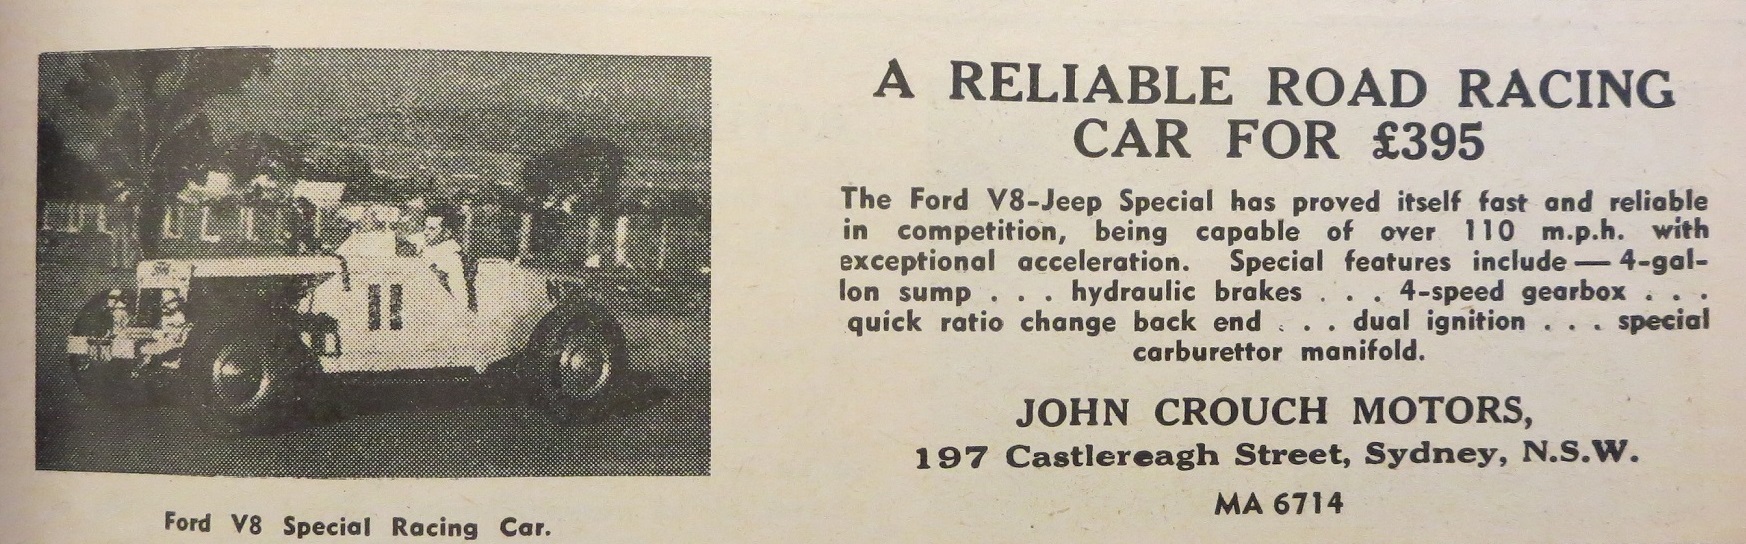 A RELIABLE ROAD RACING
CAR FOR £395
The Ford V8-Jeep Special has proved itself fast and reliable
in competition, being capable of over 110 m.p.h. with
exceptional acceleration. Special features include — 4-gal-
lon sump . . . hydraulic brakes . . . 4-speed gearbox . . .
quick ratio change back end . . . dual ignition . . . special
carburettor manifold.
JOHN CROUCH MOTORS,
197 Castlereagh Street, Sydney, N.S.W.
MA 6714
11
Ford V8 Special Racing Car.